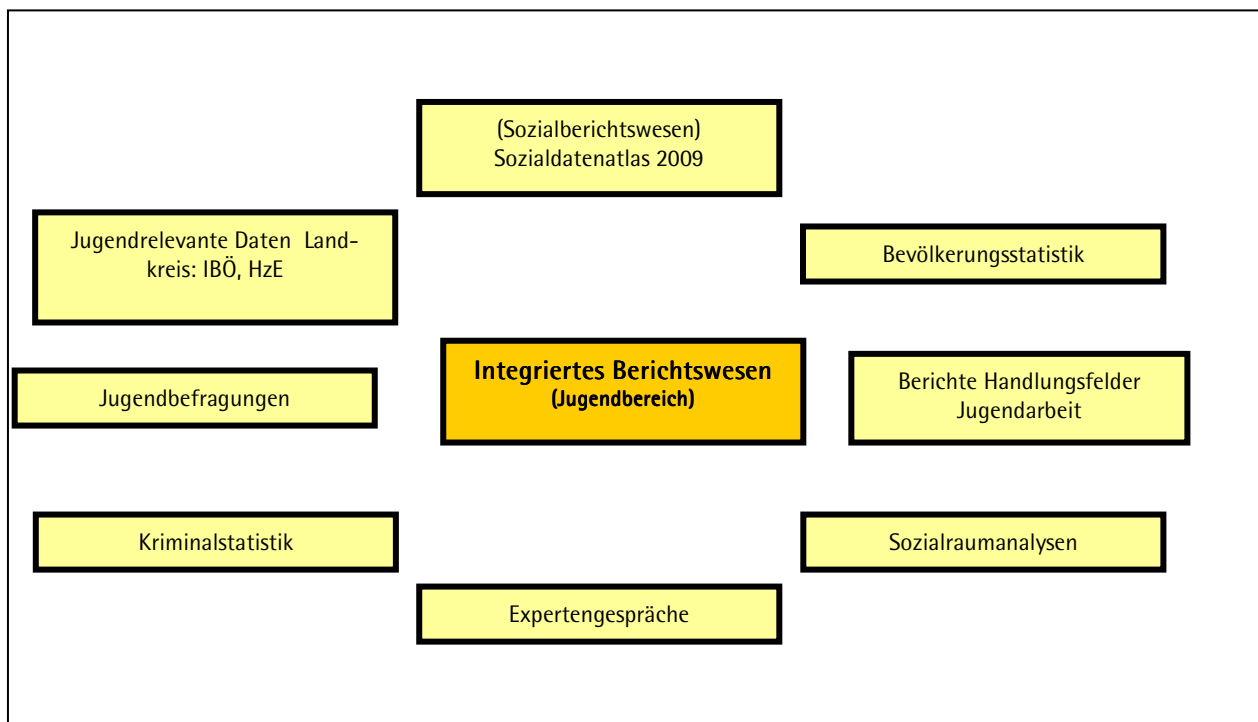 (Sozialberichtswesen)
Sozialdatenatlas 2009
Jugendrelevante Daten  Land-
kreis: IBÖ, HzE
Bevölkerungsstatistik
Integriertes Berichtswesen
(Jugendbereich)
Berichte Handlungsfelder
Jugendarbeit
Jugendbefragungen
Kriminalstatistik
Sozialraumanalysen
Expertengespräche